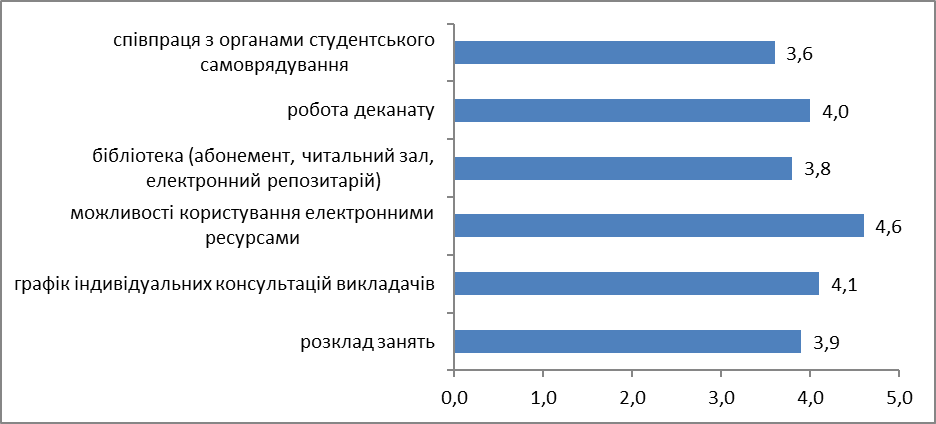 співпраця з органами студентського
самоврядування
3,6
робота деканату
4,0
бібліотека (абонемент, читальний зал,
електронний репозитарій)
3,8
можливості користування електронними
ресурсами
4,6
графік індивідуальних консультацій викладачів
4,1
розклад занять
3,9
0,0 1,0 2,0 3,0 4,0 5,0